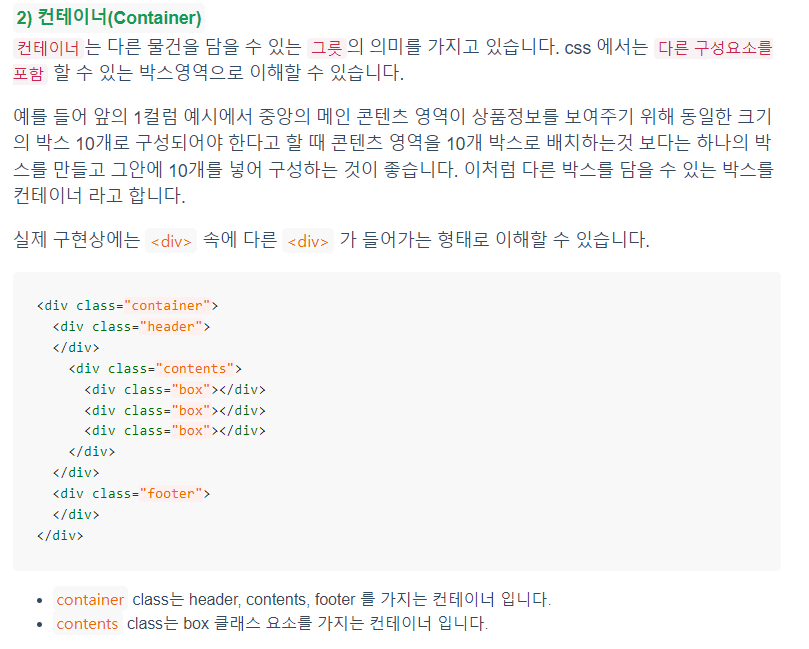 2) 컨테이너(Container)
컨테이너 는 다른 물건을 담을 수 있는 그릇 의 의미를 가지고 있습니다. css 에서는 다른 구성요소를
포함 할 수 있는 박스영역으로 이해할 수 있습니다.
예를 들어 앞의 1컬럼 예시에서 중앙의 메인 콘텐츠 영역이 상품정보를 보여주기 위해 동일한 크기
의 박스 10개로 구성되어야 한다고 할 때 콘텐츠 영역을 10개 박스로 배치하는것 보다는 하나의 박
스를 만들고 그안에 10개를 넣어 구성하는 것이 좋습니다. 이처럼 다른 박스를 담을 수 있는 박스를
컨테이너 라고 합니다.
실제 구현상에는 <div> 속에 다른 <div> 가 들어가는 형태로 이해할 수 있습니다.
<div class="container">
  <div class="header">
  </div>
    <div class="contents">
      <div class="box"></div>
      <div class="box"></div>
      <div class="box"></div>
    </div>
  </div>
  <div class="footer">
  </div>
</div>
• container class는 header, contents, footer 를 가지는 컨테이너 입니다.
• contents class는 box 클래스 요소를 가지는 컨테이너 입니다.